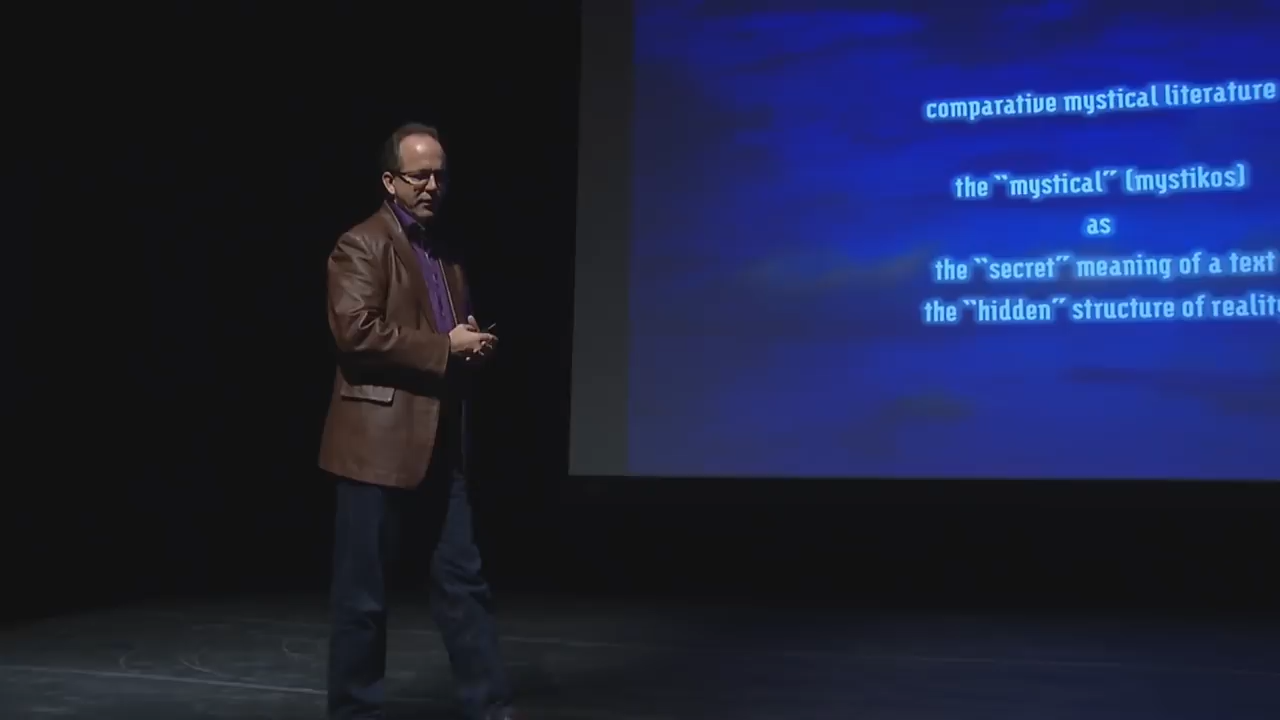 comparative mystical literature
the “mystical” (mystikos)
as
the “secret” meaning of a text
the “hidden” structure of realit